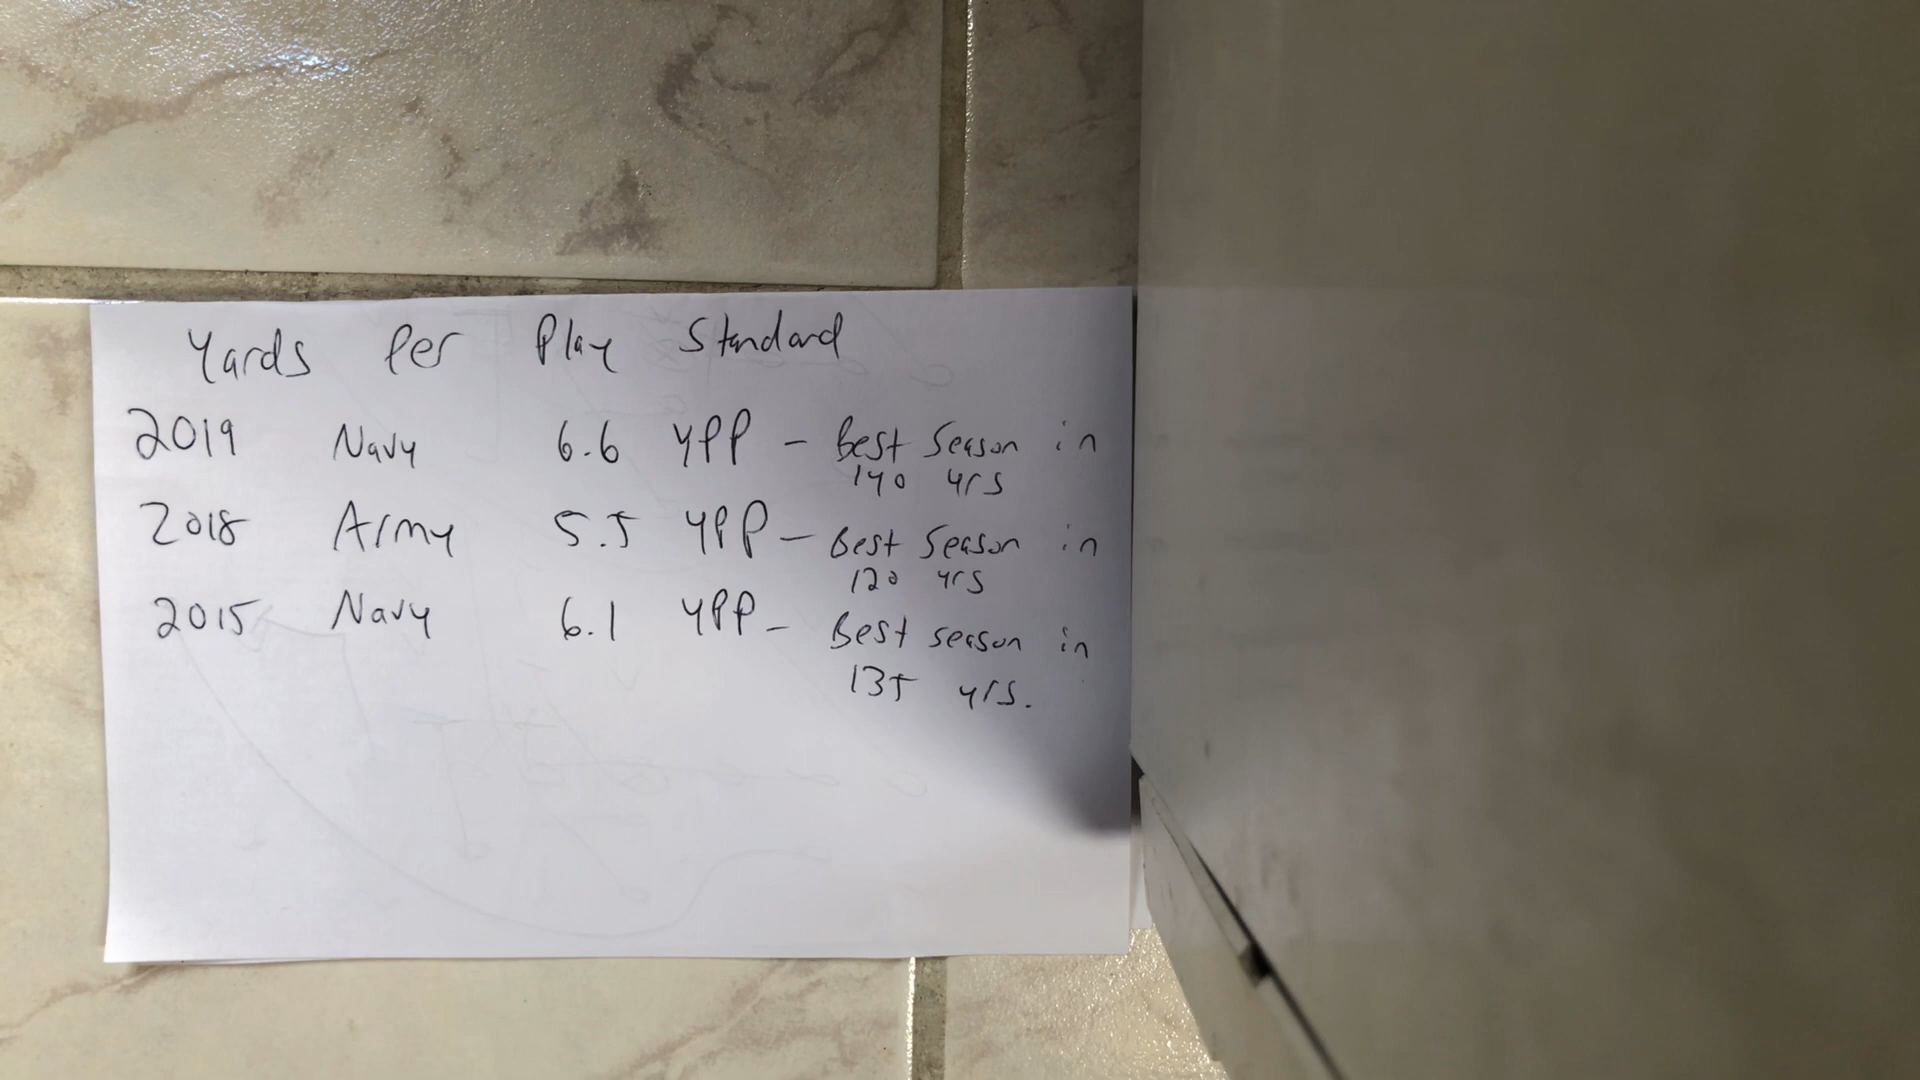 Yards Per Play Standard
2019 Navy 6.6 YPP - Best Season in
140 yrs
2018 Army 5.5 YPP - Best Season in
120 yrs
2015 Navy 6.1 YPP - Best season in
135 yrs.